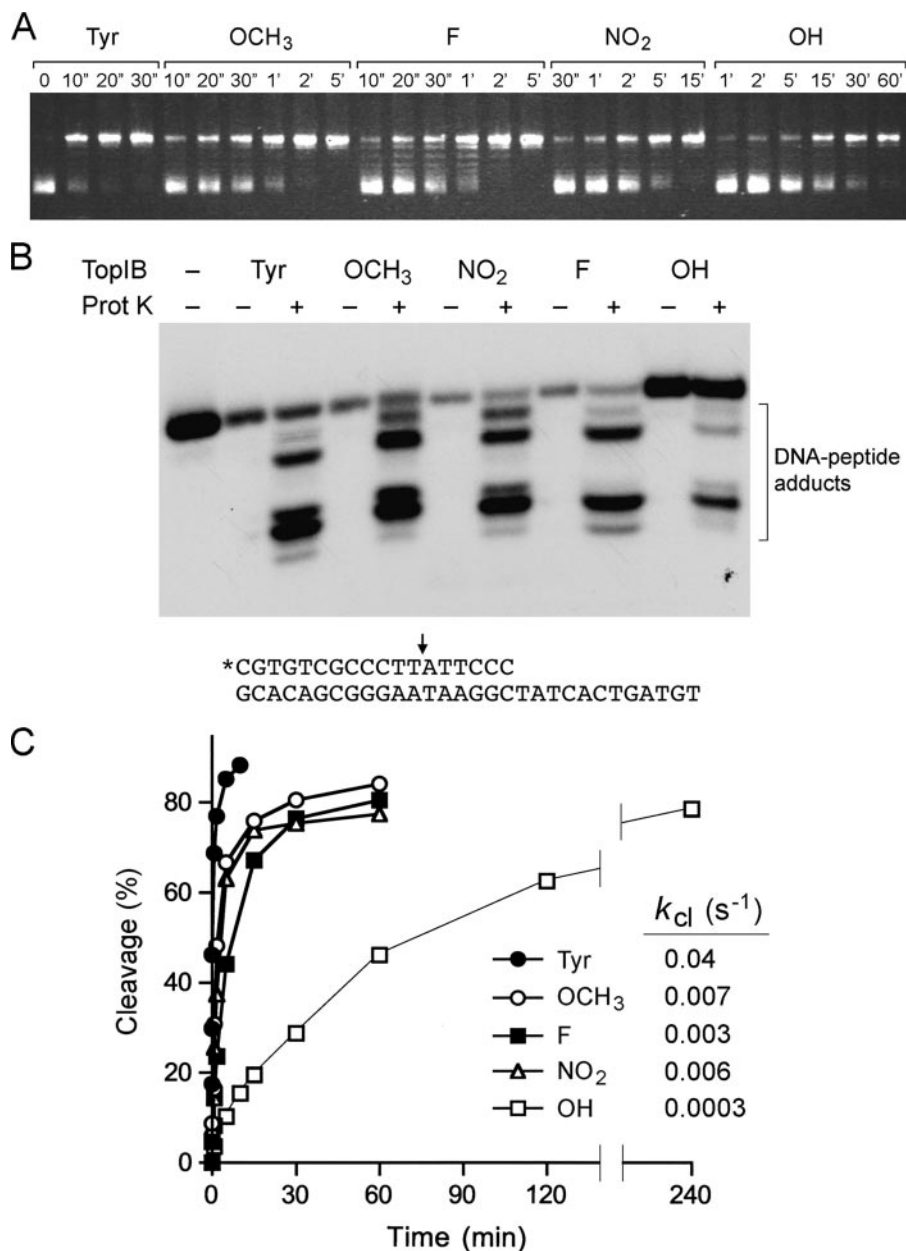 A
Tyr OCH3 F NO2 OH
0 10" 20" 30" 10" 20" 30" 1' 2' 5' 10" 20" 30" 1' 2' 5' 30" 1' 2' 5' 15' 1' 2' 5' 15' 30' 60'
B
TopIB – Tyr OCH3 NO2 F OH
Prot K – – + – + – + – + – +
DNA-peptide
adducts
*CGTGTCGCCCTTATTCCC
GCACAGCGGGAATAAGGCTATCACTGATGT
C
Cleavage (%)
80
60
40
20
0
kcl (s-1)
Tyr 0.04
OCH3 0.007
F 0.003
NO2 0.006
OH 0.0003
0 30 60 90 120 240
Time (min)